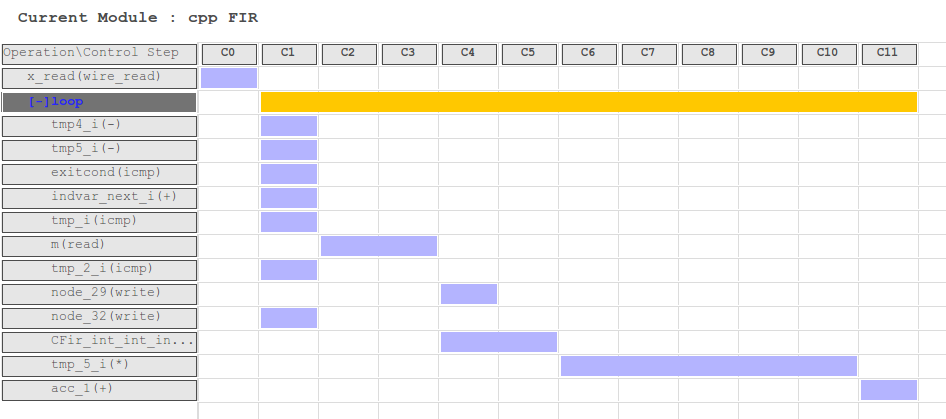 Current Module : cpp FIR
Operation\Control Step C0 C1 C2 C3 C4 C5 C6 C7 C8 C9 C10 C11
x_read(wire_read)
[-]loop
tmp4_i(-)
tmp5_i(-)
exitcond(icmp)
indvar_next_i(+)
tmp_i(icmp)
m(read)
tmp_2_i(icmp)
node_29(write)
node_32(write)
CFir_int_int_in...
tmp_5_i(*)
acc_1(+)